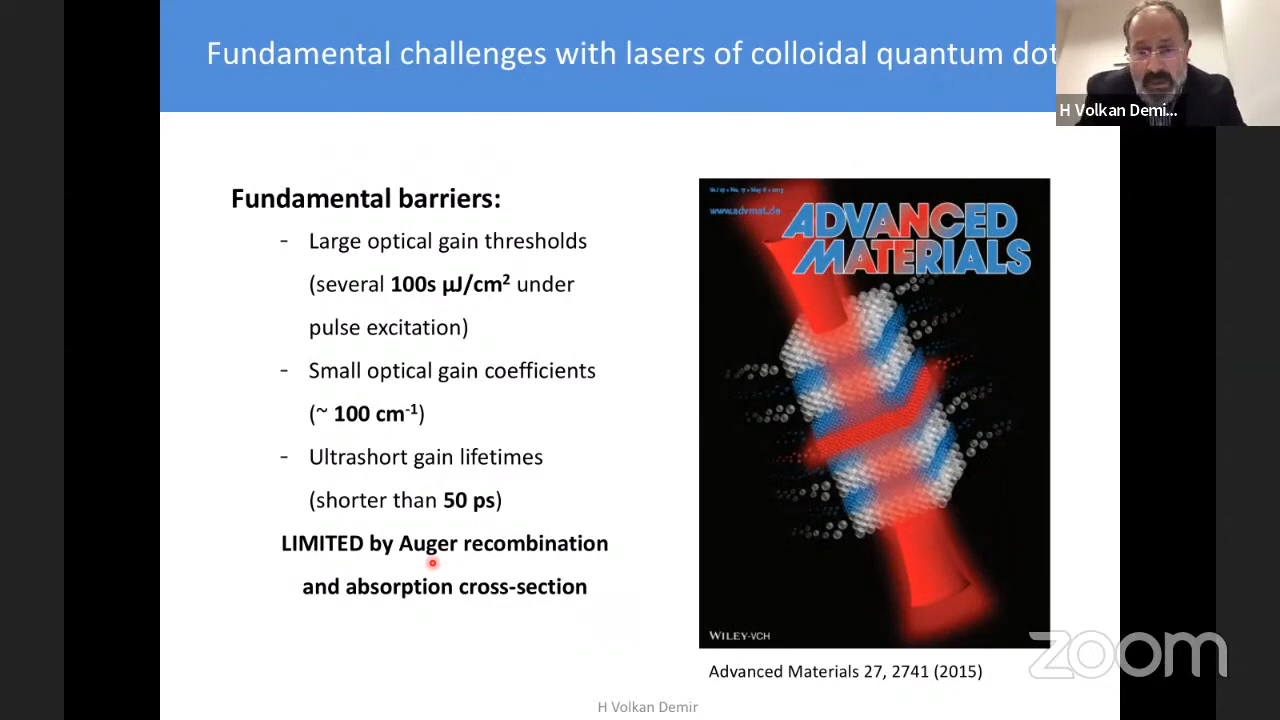 Fundamental challenges with lasers of colloidal quantum dot
H Volkan Demi...
Fundamental barriers:
- Large optical gain thresholds
(several 100s µJ/cm² under
pulse excitation)
- Small optical gain coefficients
(~ 100 cm⁻¹)
- Ultrashort gain lifetimes
(shorter than 50 ps)
LIMITED by Auger recombination
and absorption cross-section
www.advmat.de
ADVANCED
MATERIALS
WILEY-VCH
Advanced Materials 27, 2741 (2015)
zoom
H Volkan Demir